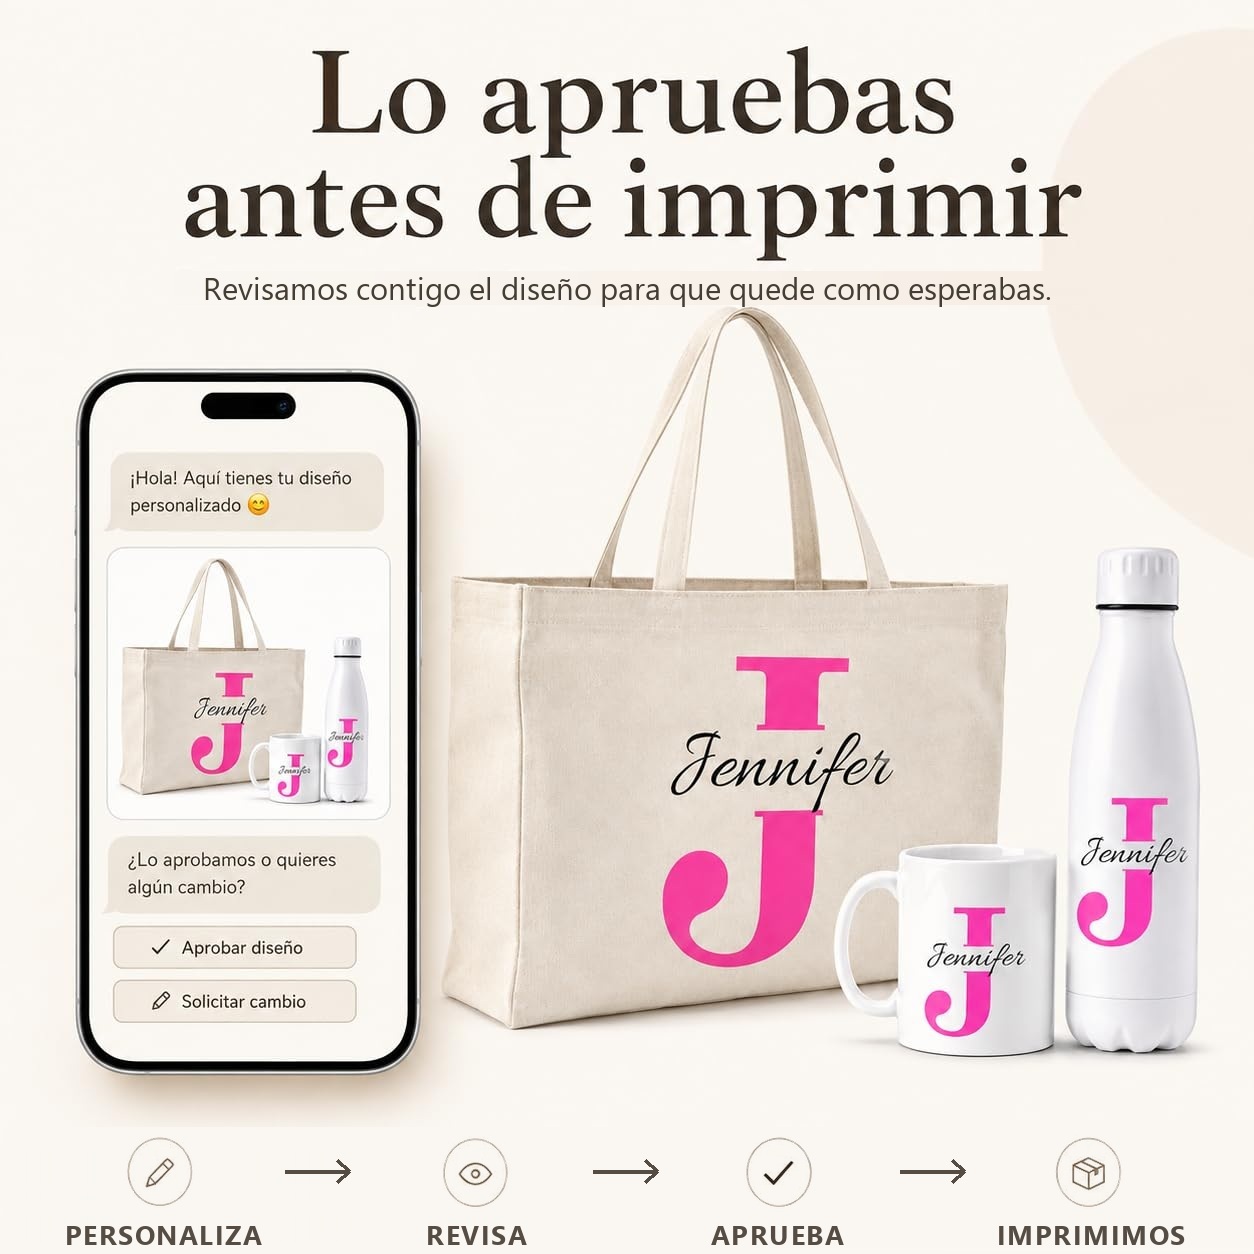 Lo apruebas
antes de imprimir
Revisamos contigo el diseño para que quede como esperabas.
¡Hola! Aquí tienes tu diseño
personalizado 😊
J
Jennifer
J
Jennifer
J
Jennifer
¿Lo aprobamos o quieres
algún cambio?
Aprobar diseño
Solicitar cambio
J
Jennifer
J
Jennifer
J
Jennifer
PERSONALIZA
REVISA
APRUEBA
IMPRIMIMOS